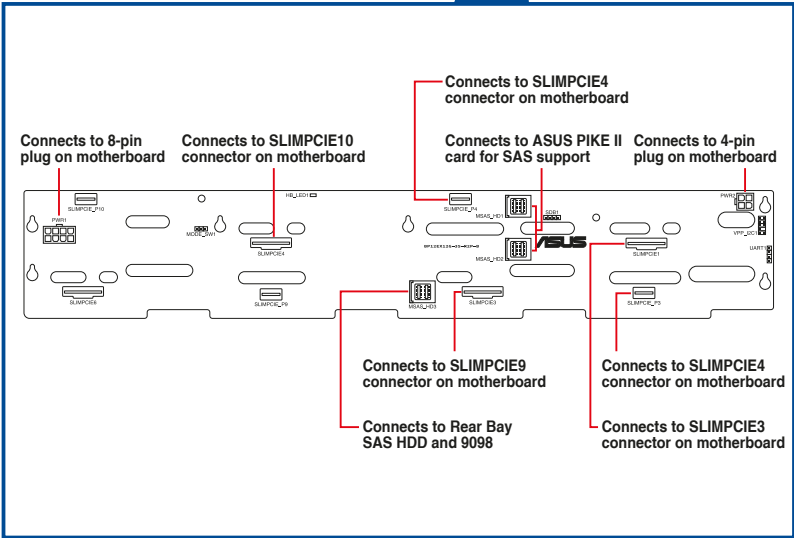 Connects to SLIMPCIE4
connector on motherboard
Connects to 8-pin
plug on motherboard
Connects to SLIMPCIE10
connector on motherboard
Connects to ASUS PIKE II
card for SAS support
Connects to 4-pin
plug on motherboard
SLIMPCIE_P10
HB_LED1
SLIMPCIE_P4
MSAS_HD1
SDB1
PWR2
PWR1
MODE_SW1
VPP_I2C1
SLIMPCIE4
MSAS_HD2
ASUS
SLIMPCIE1
UART1
SLIMPCIE6
SLIMPCIE_P9
MSAS_HD3
SLIMPCIE3
SLIMPCIE_P3
Connects to SLIMPCIE9
connector on motherboard
Connects to SLIMPCIE4
connector on motherboard
Connects to Rear Bay
SAS HDD and 9098
Connects to SLIMPCIE3
connector on motherboard